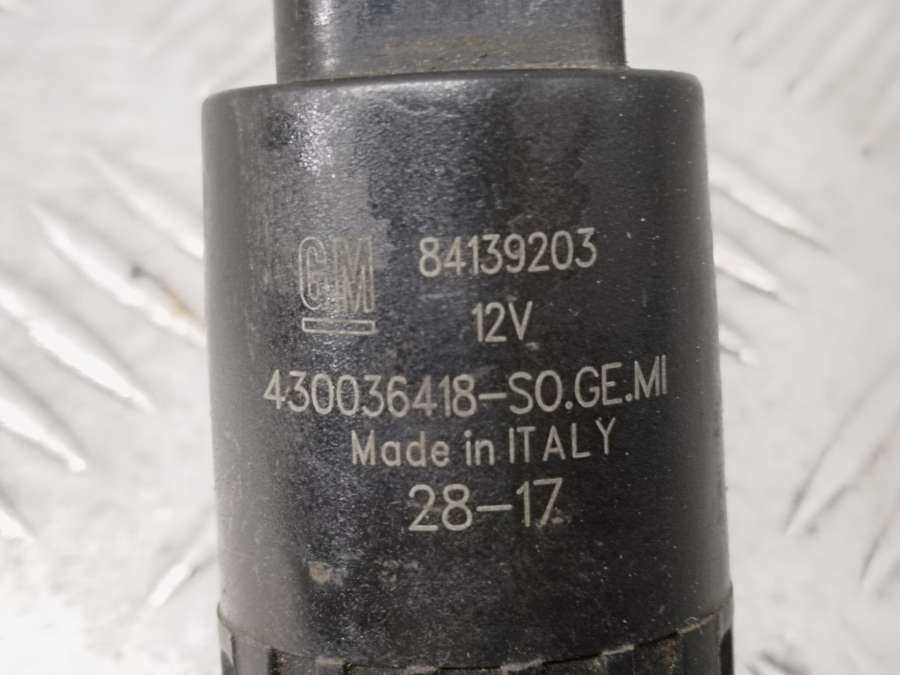 GM 84139203
12V
430036418-SO.GE.MI
Made in ITALY
28-17